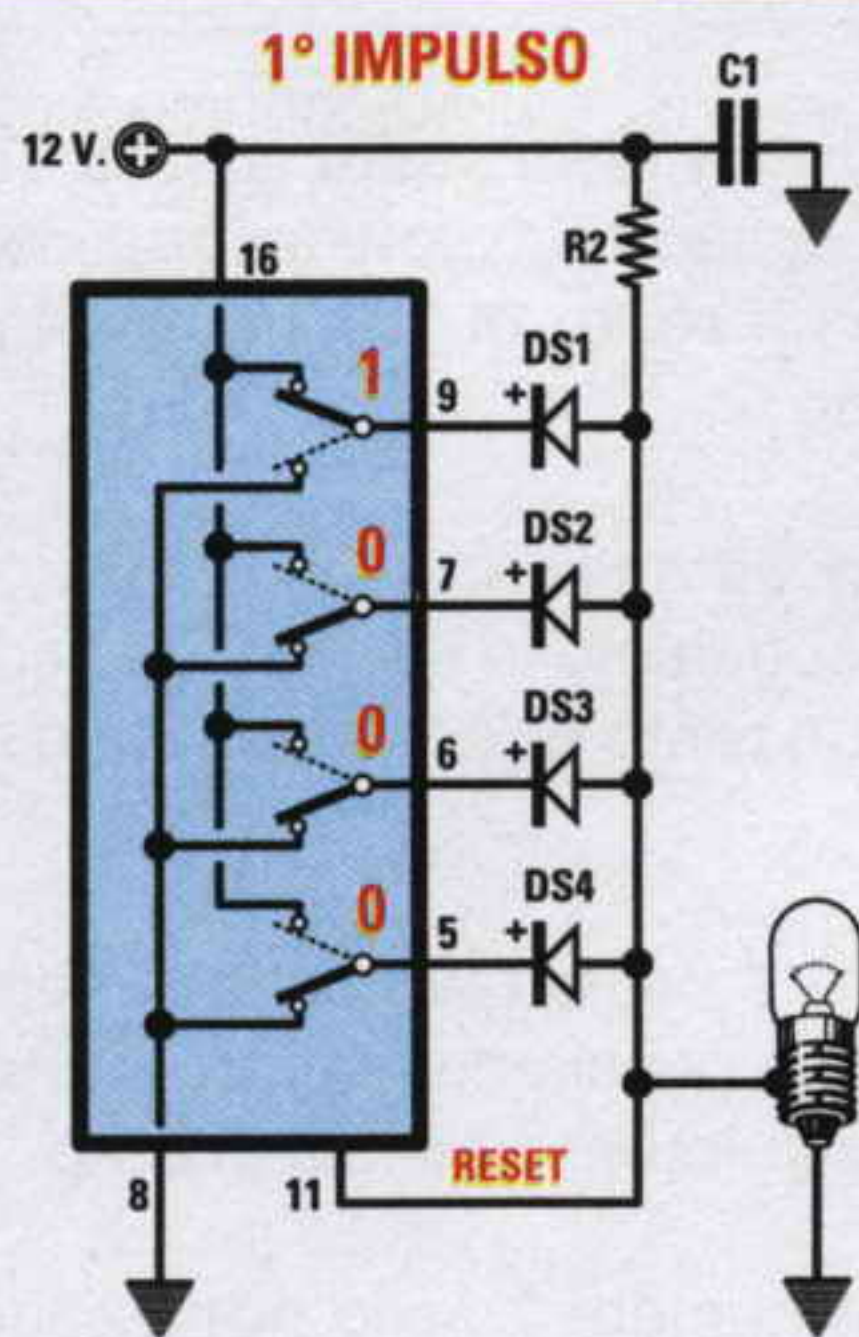 1° IMPULSO
C1
12 V.
R2
16
DS1
1
9
+
DS2
0
7
+
DS3
0
6
+
DS4
0
5
+
RESET
8
11